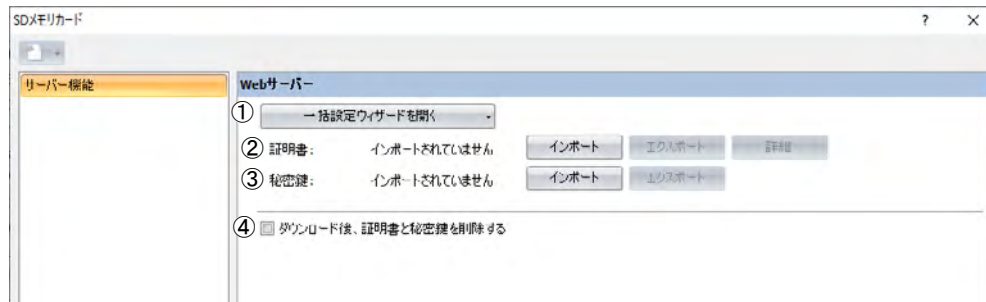 SDメモリカード ? ×
サーバー機能
Webサーバー
① 一括設定ウィザードを開く
② 証明書: インポートされていません インポート エクスポート 詳細
③ 秘密鍵: インポートされていません インポート エクスポート
④ ダウンロード後、証明書と秘密鍵を削除する